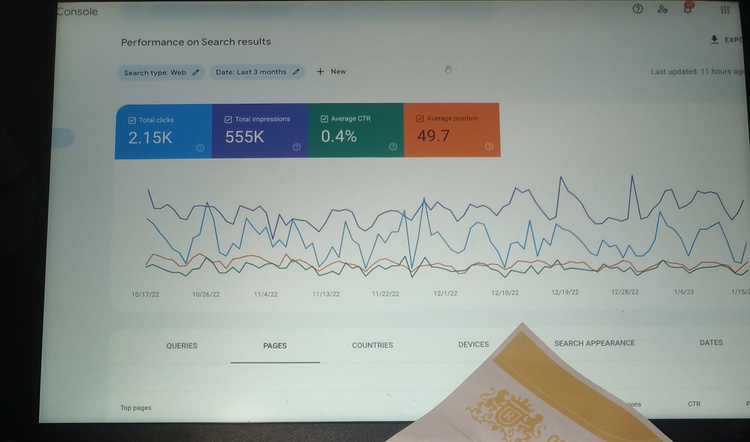 Console
Performance on Search results
EXPO
Search type: Web
Date: Last 3 months
+ New
Last updated: 11 hours ago
Total clicks
2.15K
Total impressions
555K
Average CTR
0.4%
Average position
49.7
10/17/22
10/26/22
11/4/22
11/13/22
11/22/22
12/1/22
12/10/22
12/19/22
12/28/22
1/6/23
1/15/2
QUERIES
PAGES
COUNTRIES
DEVICES
SEARCH APPEARANCE
DATES
Top pages
sions
CTR
P